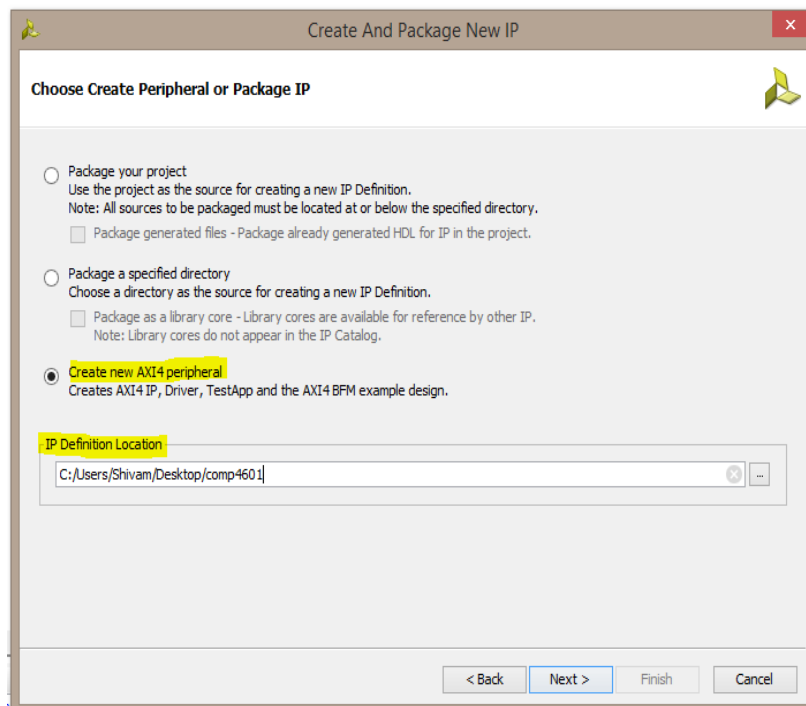 Create And Package New IP
Choose Create Peripheral or Package IP
Package your project
Use the project as the source for creating a new IP Definition.
Note: All sources to be packaged must be located at or below the specified directory.
Package generated files - Package already generated HDL for IP in the project.
Package a specified directory
Choose a directory as the source for creating a new IP Definition.
Package as a library core - Library cores are available for reference by other IP.
Note: Library cores do not appear in the IP Catalog.
Create new AXI4 peripheral
Creates AXI4 IP, Driver, TestApp and the AXI4 BFM example design.
IP Definition Location
C:/Users/Shivam/Desktop/comp4601
...
< Back Next > Finish Cancel